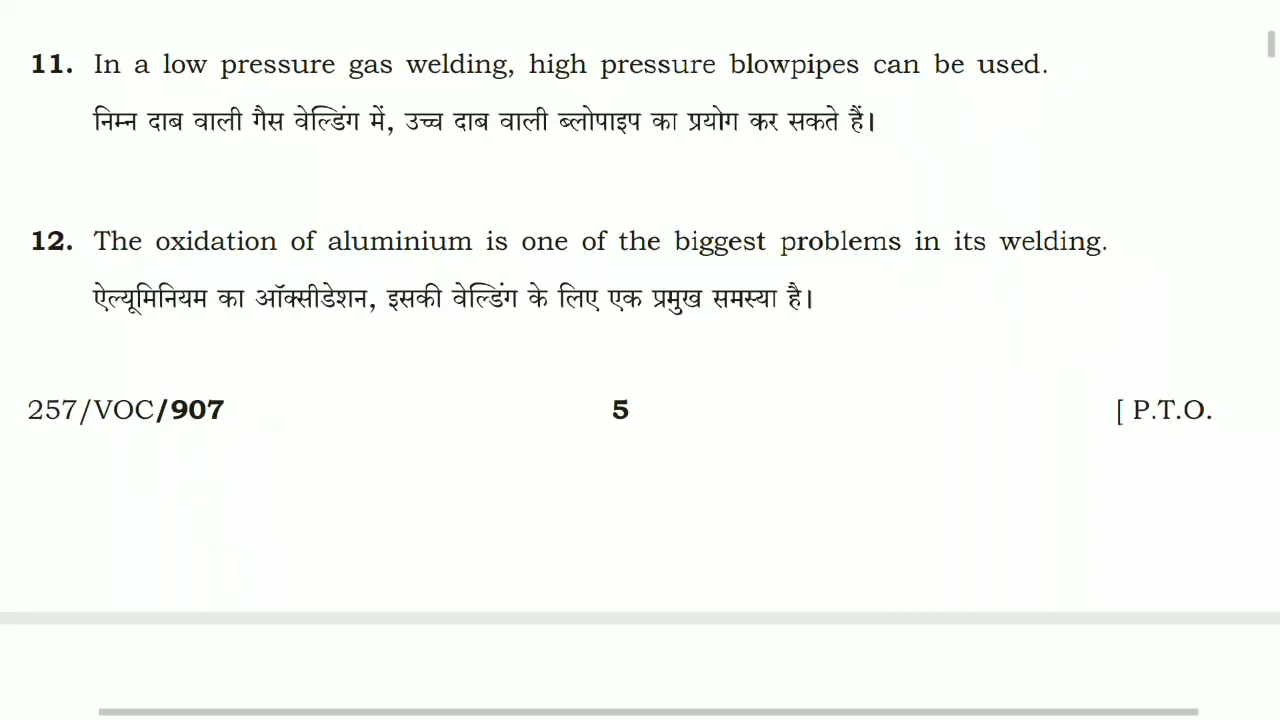 11. In a low pressure gas welding, high pressure blowpipes can be used.
निम्न दाब वाली गैस वेल्डिंग में, उच्च दाब वाली ब्लोपाइप का प्रयोग कर सकते हैं।
12. The oxidation of aluminium is one of the biggest problems in its welding.
ऐल्यूमिनियम का ऑक्सीडेशन, इसकी वेल्डिंग के लिए एक प्रमुख समस्या है।
257/VOC/907 5 [ P.T.O.